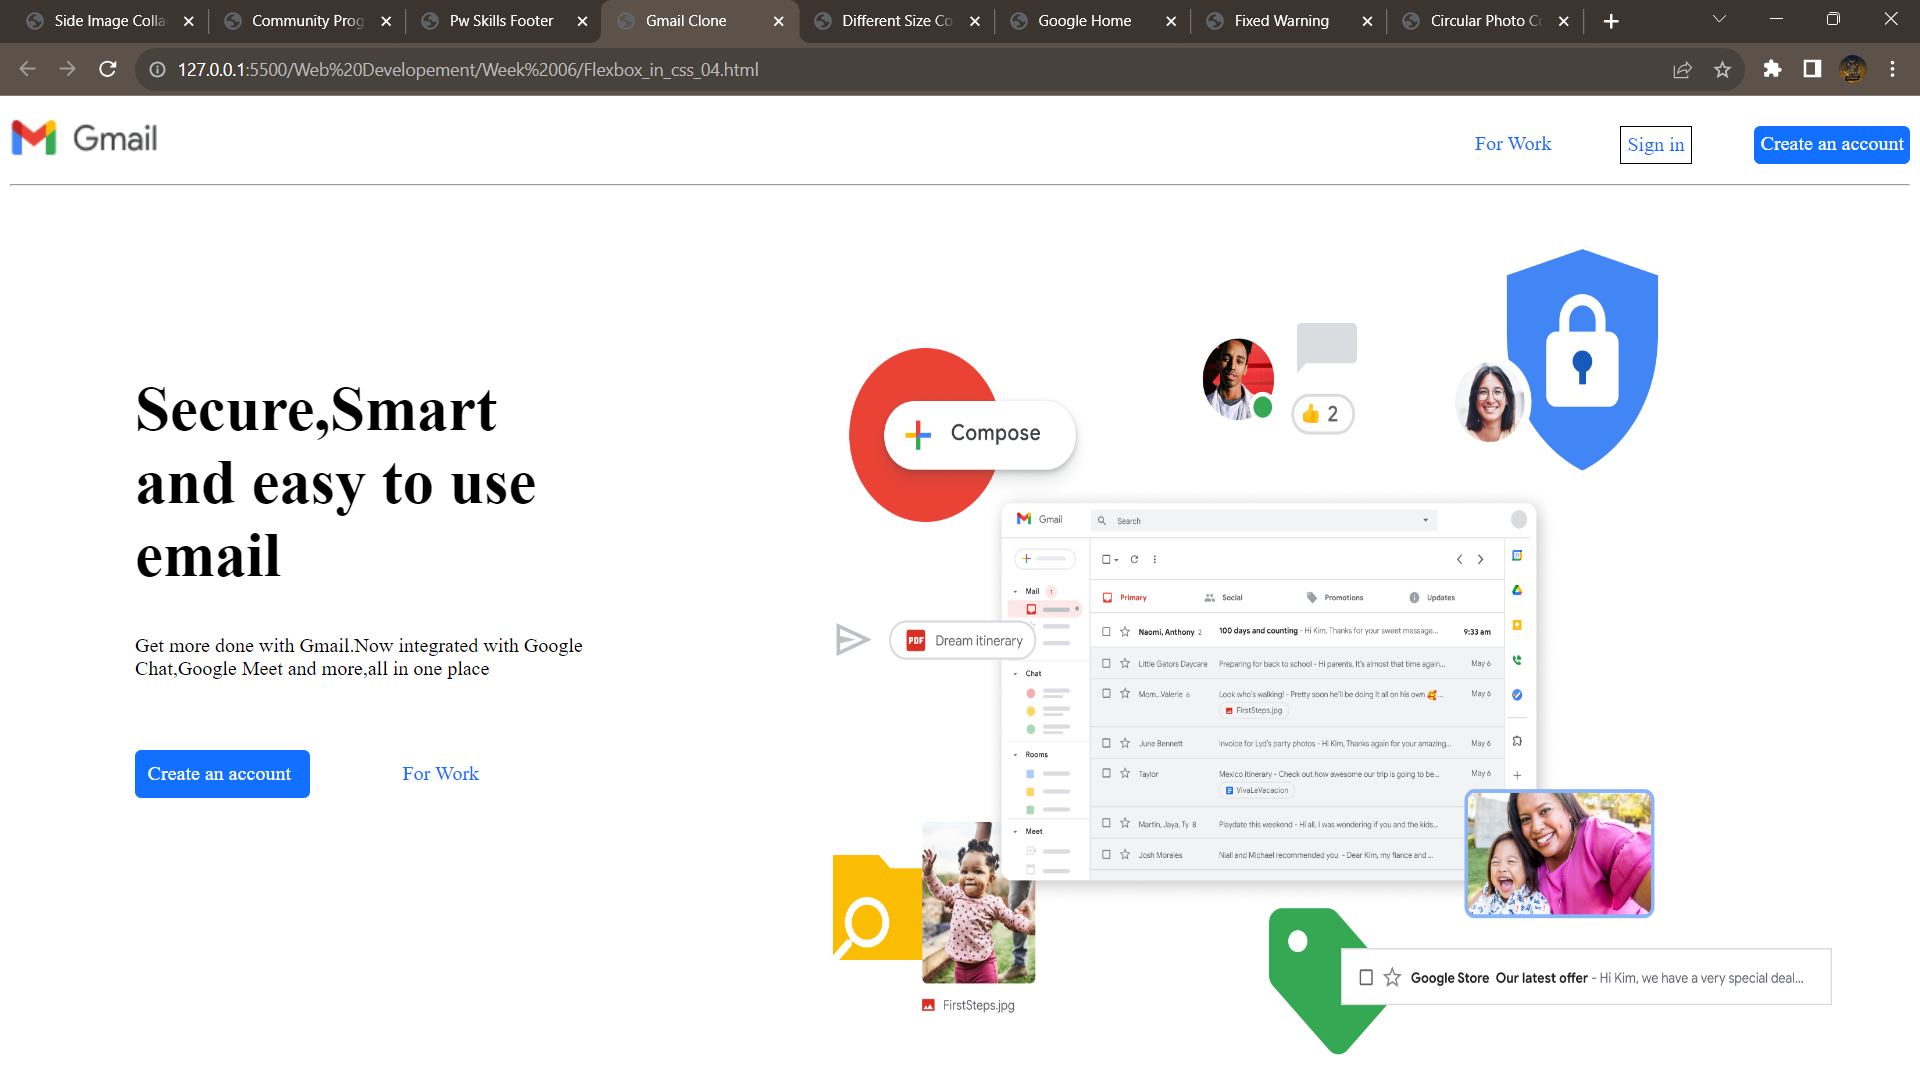 Side Image Colla
Community Prog
Pw Skills Footer
Gmail Clone
Different Size Co
Google Home
Fixed Warning
Circular Photo C
127.0.0.1:5500/Web%20Developement/Week%2006/Flexbox_in_css_04.html
Gmail
For Work
Sign in
Create an account
Secure,Smart
and easy to use
email
Get more done with Gmail.Now integrated with Google
Chat,Google Meet and more,all in one place
Create an account
For Work
Compose
2
Gmail
Search
Mail 1
Primary
Social
Promotions
Updates
Naomi, Anthony 2 100 days and counting - Hi Kim, Thanks for your sweet message... 9:33 am
PDF Dream itinerary
Little Gators Daycare Preparing for back to school - Hi parents, It's almost that time again... May 6
Chat
Mom...Valerie 6 Look who's walking! - Pretty soon he'll be doing it all on his own 🥰... May 6
FirstSteps.jpg
June Bennett Invoice for Lyd's party photos - Hi Kim, Thanks again for your amazing... May 6
Rooms
Taylor Mexico itinerary - Check out how awesome our trip is going to be... May 6
VivaLaVacacion
Martin, Jaya, Ty 8 Playdate this weekend - Hi all, I was wondering if you and the kids...
Meet
Josh Morales Niall and Michael recommended you - Dear Kim, my fiance and ...
Google Store Our latest offer - Hi Kim, we have a very special deal...
FirstSteps.jpg